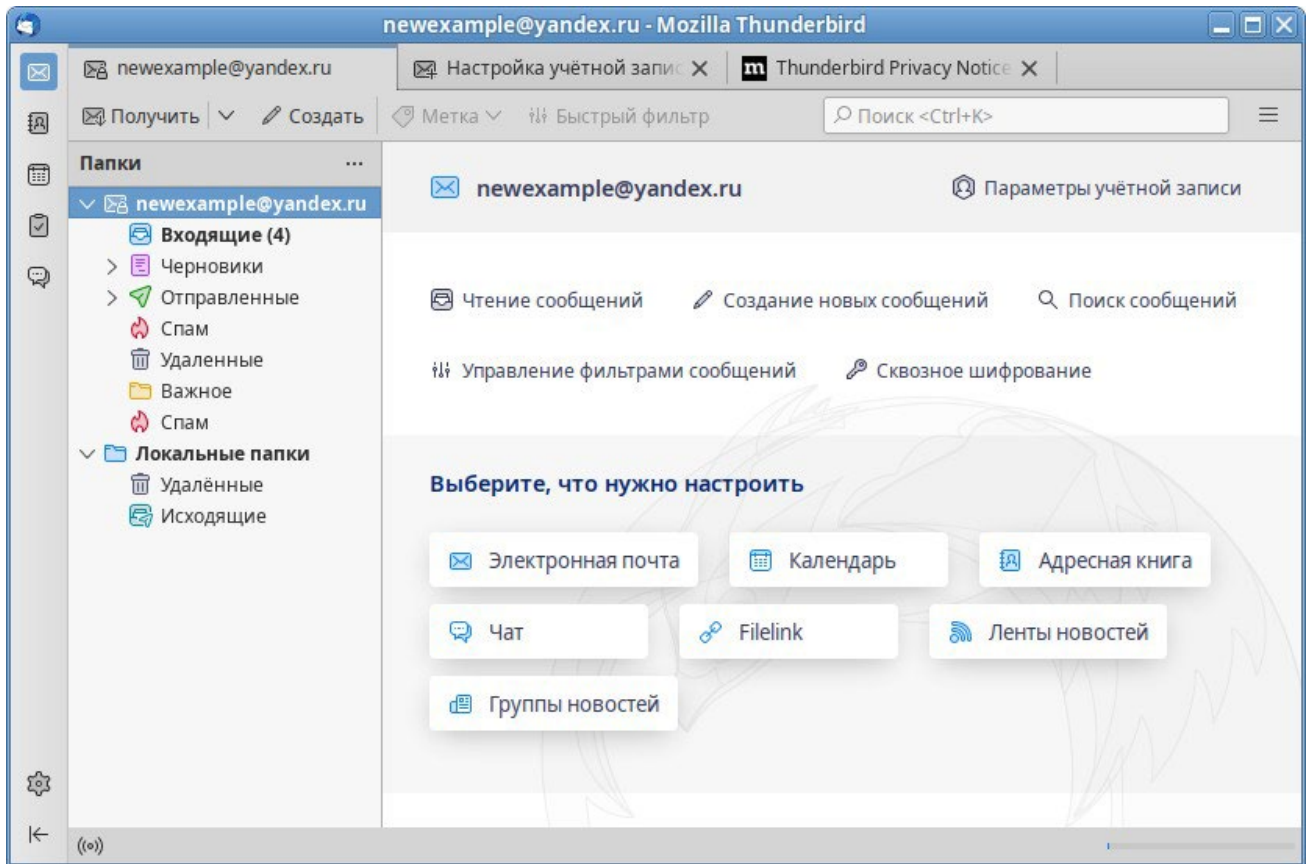 newexample@yandex.ru - Mozilla Thunderbird
newexample@yandex.ru
Настройка учётной запис
Thunderbird Privacy Notice
Получить
Создать
Метка
Быстрый фильтр
Поиск <Ctrl+K>
Папки
newexample@yandex.ru
Входящие (4)
Черновики
Отправленные
Спам
Удаленные
Важное
Спам
Локальные папки
Удалённые
Исходящие
newexample@yandex.ru
Параметры учётной записи
Чтение сообщений
Создание новых сообщений
Поиск сообщений
Управление фильтрами сообщений
Сквозное шифрование
Выберите, что нужно настроить
Электронная почта
Календарь
Адресная книга
Чат
Filelink
Ленты новостей
Группы новостей